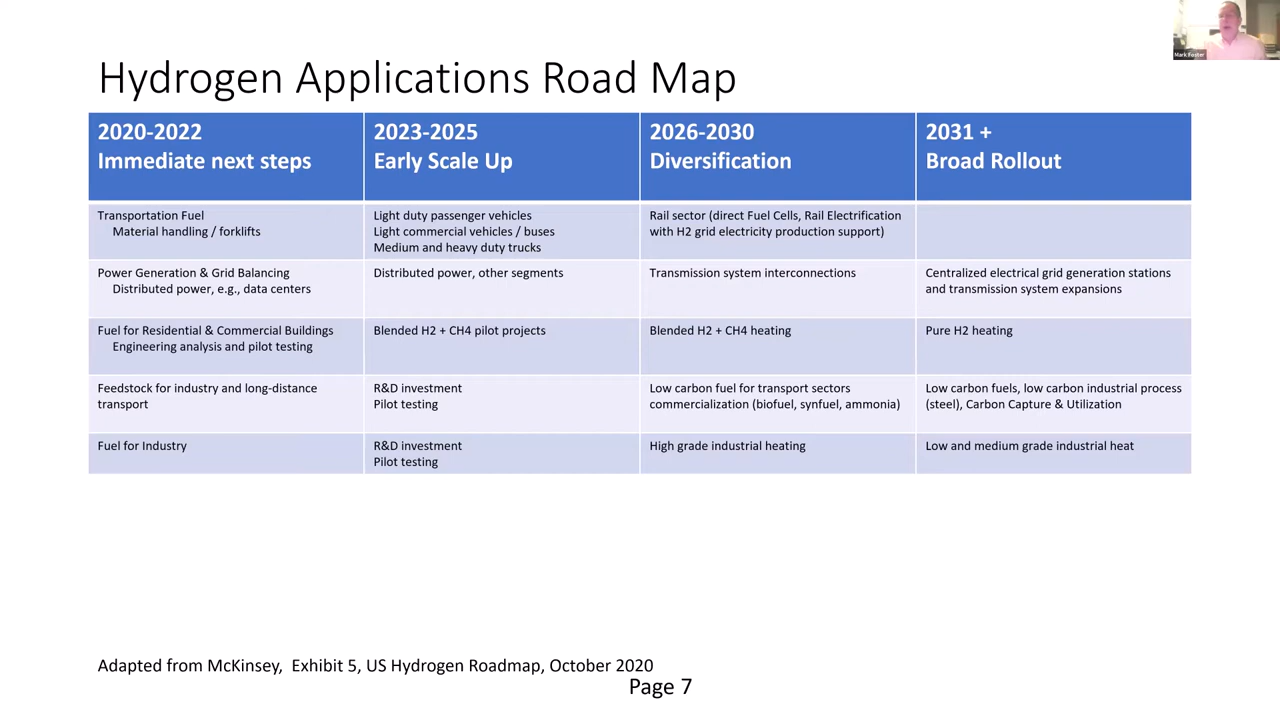 Mark Foster
Hydrogen Applications Road Map
2020-2022
Immediate next steps
2023-2025
Early Scale Up
2026-2030
Diversification
2031 +
Broad Rollout
Transportation Fuel
Material handling / forklifts
Light duty passenger vehicles
Light commercial vehicles / buses
Medium and heavy duty trucks
Rail sector (direct Fuel Cells, Rail Electrification
with H2 grid electricity production support)
Power Generation & Grid Balancing
Distributed power, e.g., data centers
Distributed power, other segments
Transmission system interconnections
Centralized electrical grid generation stations
and transmission system expansions
Fuel for Residential & Commercial Buildings
Engineering analysis and pilot testing
Blended H2 + CH4 pilot projects
Blended H2 + CH4 heating
Pure H2 heating
Feedstock for industry and long-distance
transport
R&D investment
Pilot testing
Low carbon fuel for transport sectors
commercialization (biofuel, synfuel, ammonia)
Low carbon fuels, low carbon industrial process
(steel), Carbon Capture & Utilization
Fuel for Industry
R&D investment
Pilot testing
High grade industrial heating
Low and medium grade industrial heat
Adapted from McKinsey,  Exhibit 5, US Hydrogen Roadmap, October 2020
Page 7